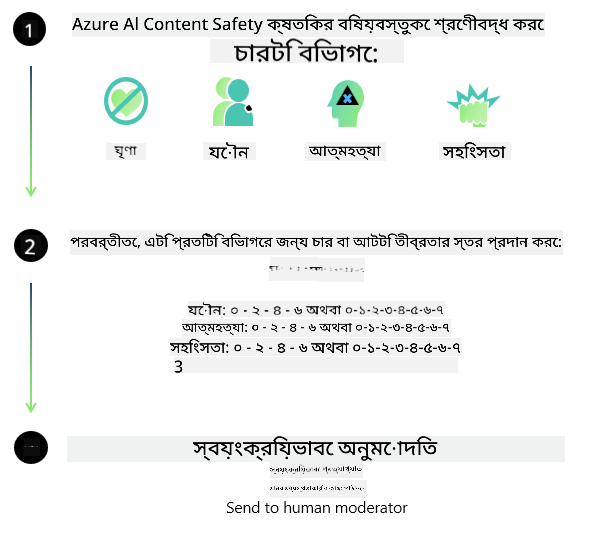 1
Azure Al Content Safety ক্ষতিকর বিষয়বস্তুকে শ্রেণীবদ্ধ করে
চারটি বিভাগে:
ঘৃণা
যৌন
আত্মহত্যা
সহিংসতা
2
পরবর্তীতে, এটি প্রতিটি বিভাগের জন্য চার বা আটটি তীব্রতার স্তর প্রদান করে:
যৌন: ০ - ২ - ৪ - ৬ অথবা ০-১-২-৩-৪-৫-৬-৭
আত্মহত্যা: ০ - ২ - ৪ - ৬ অথবা ০-১-২-৩-৪-৫-৬-৭
সহিংসতা: ০ - ২ - ৪ - ৬ অথবা ০-১-২-৩-৪-৫-৬-৭
3
স্বয়ংক্রিয়ভাবে অনুমোদিত
স্বয়ংক্রিয়ভাবে প্রত্যাখ্যাত
Send to human moderator